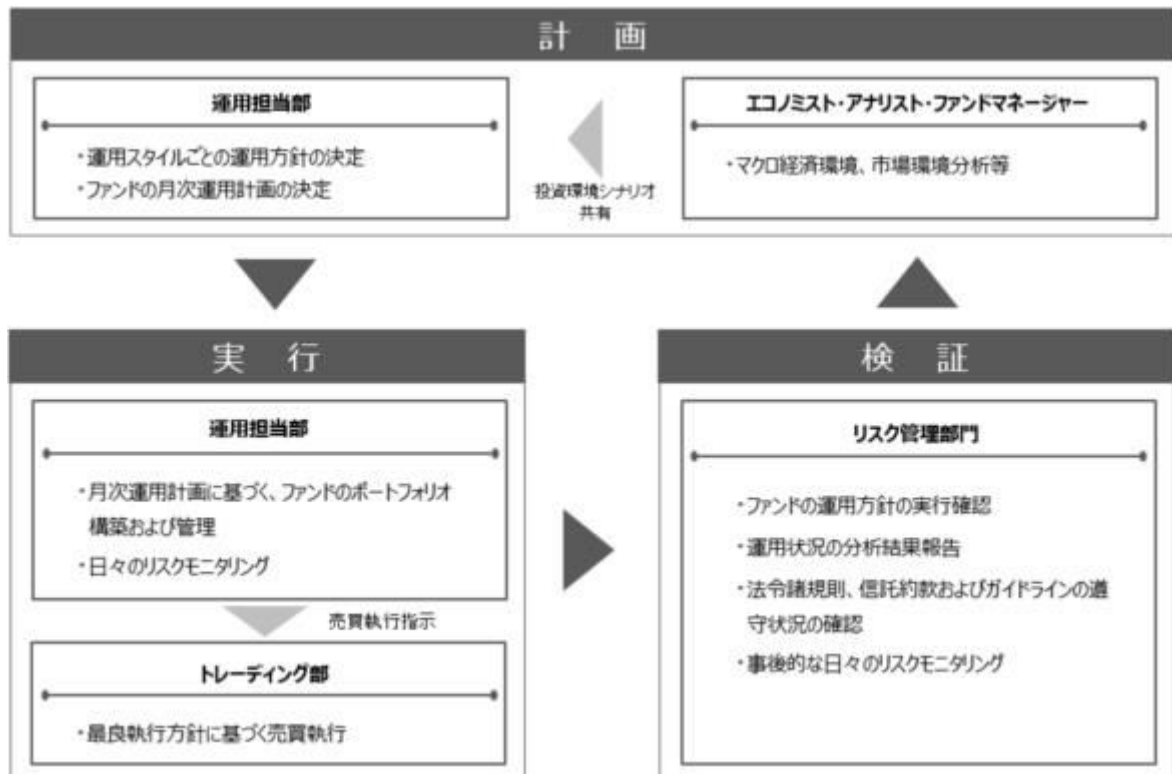 計 画
運用担当部
・運用スタイルごとの運用方針の決定
・ファンドの月次運用計画の決定
投資環境シナリオ
共有
エコノミスト・アナリスト・ファンドマネージャー
・マクロ経済環境、市場環境分析等
実 行
運用担当部
・月次運用計画に基づく、ファンドのポートフォリオ
構築および管理
・日々のリスクモニタリング
売買執行指示
トレーディング部
・最良執行方針に基づく売買執行
検 証
リスク管理部門
・ファンドの運用方針の実行確認
・運用状況の分析結果報告
・法令諸規則、信託約款およびガイドラインの遵
守状況の確認
・事後的な日々のリスクモニタリング